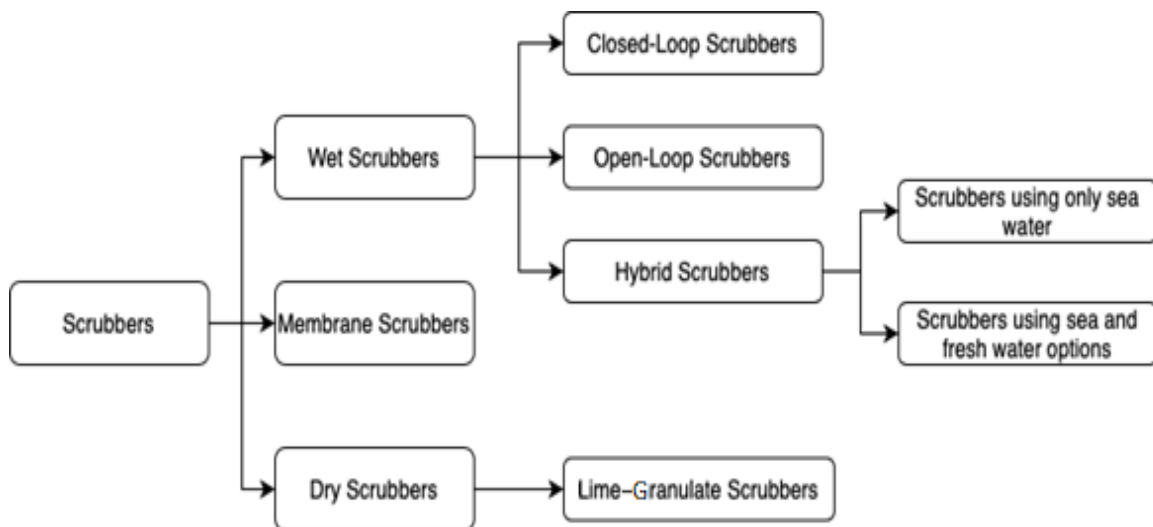 Closed-Loop Scrubbers
Wet Scrubbers
Open-Loop Scrubbers
Scrubbers using only sea
water
Hybrid Scrubbers
Scrubbers
Membrane Scrubbers
Scrubbers using sea and
fresh water options
Dry Scrubbers
Lime–Granulate Scrubbers